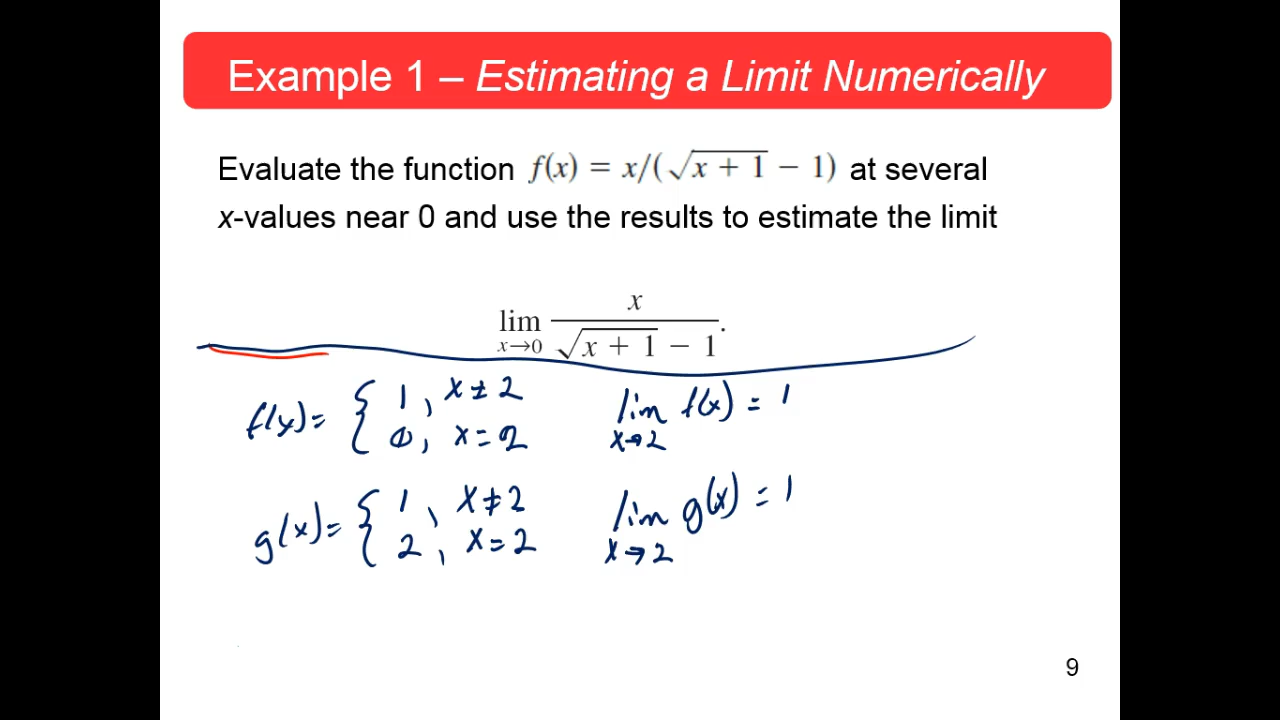 Example 1 – Estimating a Limit Numerically
Evaluate the function f(x) = x/(√(x + 1) − 1) at several
x-values near 0 and use the results to estimate the limit
lim x→0 x / (√(x + 1) − 1).
f(x) = { 1, x ≠ 2    lim x→2 f(x) = 1
0, x = 2
g(x) = { 1, x ≠ 2    lim x→2 g(x) = 1
2, x = 2
9